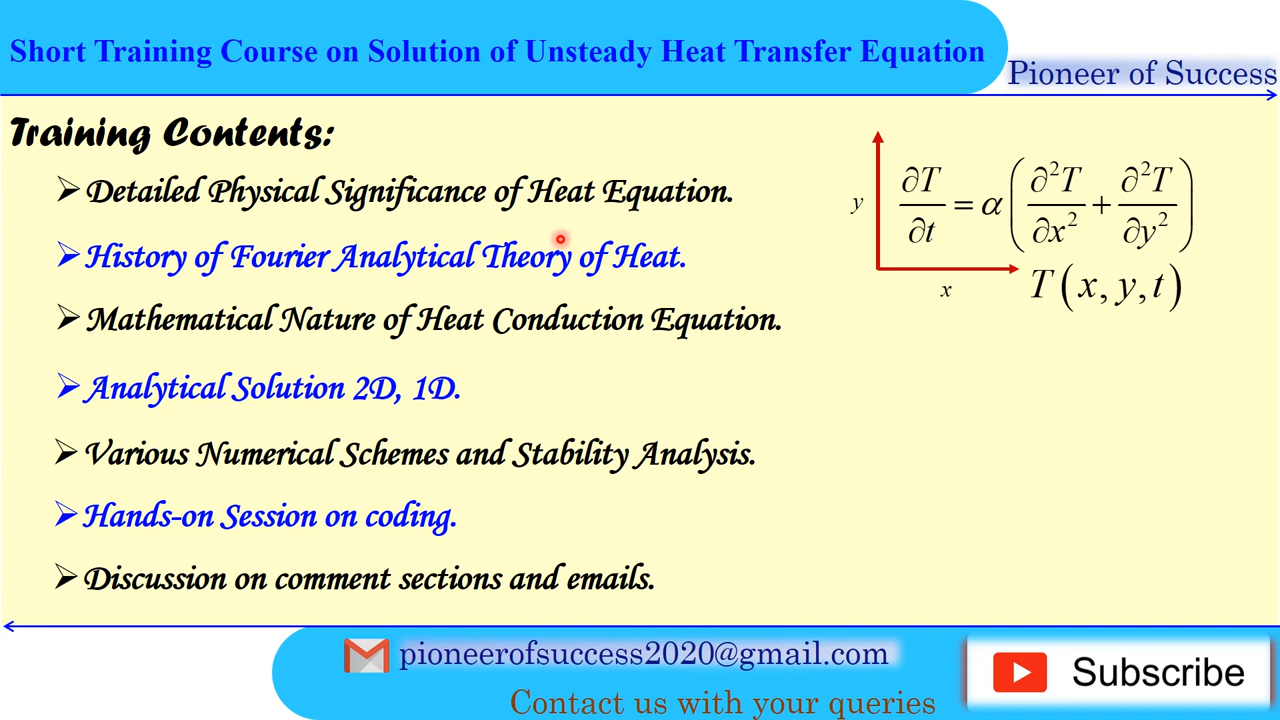 Short Training Course on Solution of Unsteady Heat Transfer Equation
Pioneer of Success
Training Contents:
➢Detailed Physical Significance of Heat Equation.
➢History of Fourier Analytical Theory of Heat.
➢Mathematical Nature of Heat Conduction Equation.
➢Analytical Solution 2D, 1D.
➢Various Numerical Schemes and Stability Analysis.
➢Hands-on Session on coding.
➢Discussion on comment sections and emails.
y
∂T/∂t = α(∂²T/∂x² + ∂²T/∂y²)
x
T(x, y, t)
pioneerofsuccess2020@gmail.com
Contact us with your queries
Subscribe